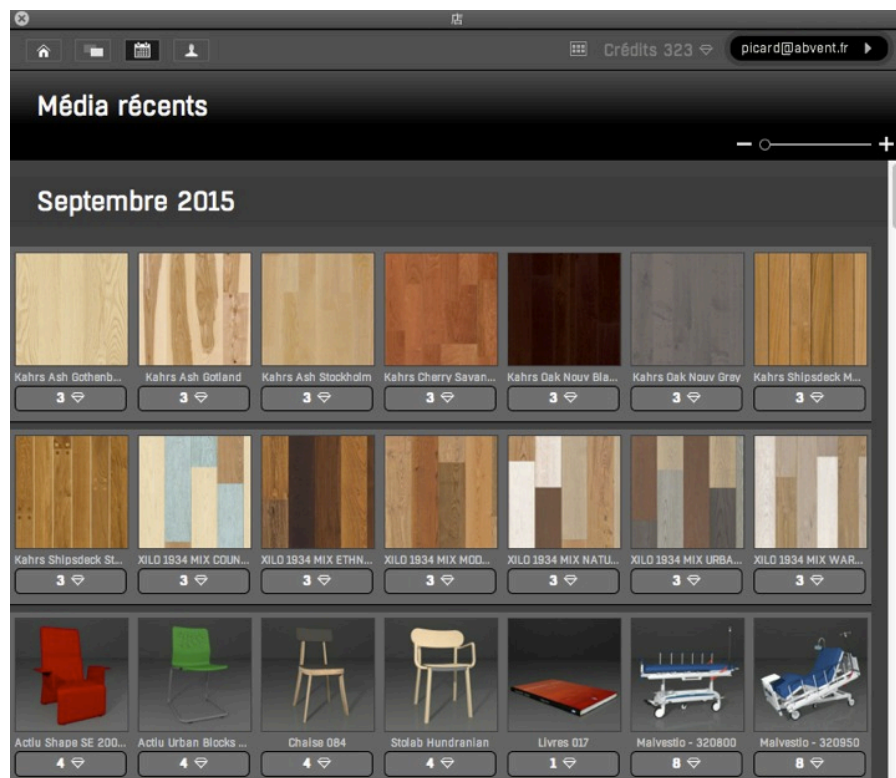 店
Crédits 323
picard@abvent.fr
Média récents
Septembre 2015
Kahrs Ash Gothenb... Kahrs Ash Gotland Kahrs Ash Stockholm Kahrs Cherry Savan... Kahrs Oak Nouv Bla... Kahrs Oak Nouv Grey Kahrs Shipsdeck M...
3 3 3 3 3 3 3
Kahrs Shipsdeck St... XILO 1934 MIX COUN... XILO 1934 MIX ETHN... XILO 1934 MIX MOD... XILO 1934 MIX NATU... XILO 1934 MIX URBA... XILO 1934 MIX WAR...
3 3 3 3 3 3 3
Actiu Shape SE 200... Actiu Urban Blocks ... Chaise 084 Stolab Hundranian Livres 017 Malvestio - 320800 Malvestio - 320950
4 4 4 4 1 8 8